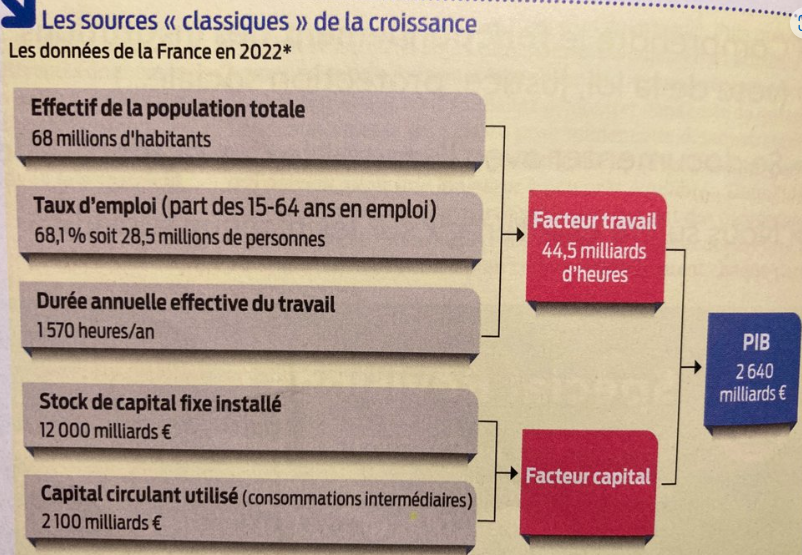 Les sources « classiques » de la croissance
Les données de la France en 2022*
Effectif de la population totale
68 millions d'habitants
Taux d'emploi (part des 15-64 ans en emploi)
68,1 % soit 28,5 millions de personnes
Durée annuelle effective du travail
1 570 heures/an
Stock de capital fixe installé
12 000 milliards €
Capital circulant utilisé (consommations intermédiaires)
2 100 milliards €
Facteur travail
44,5 milliards
d'heures
Facteur capital
PIB
2 640
milliards €